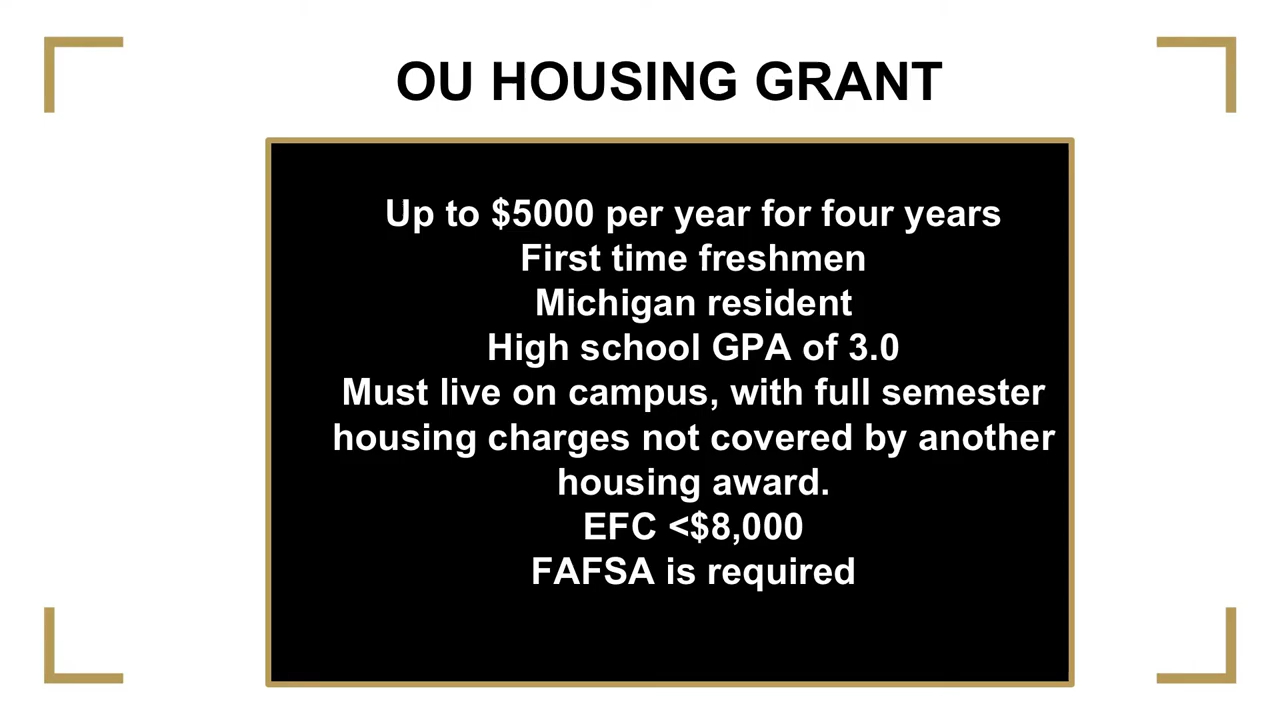 OU HOUSING GRANT
Up to $5000 per year for four years
First time freshmen
Michigan resident
High school GPA of 3.0
Must live on campus, with full semester
housing charges not covered by another
housing award.
EFC <$8,000
FAFSA is required